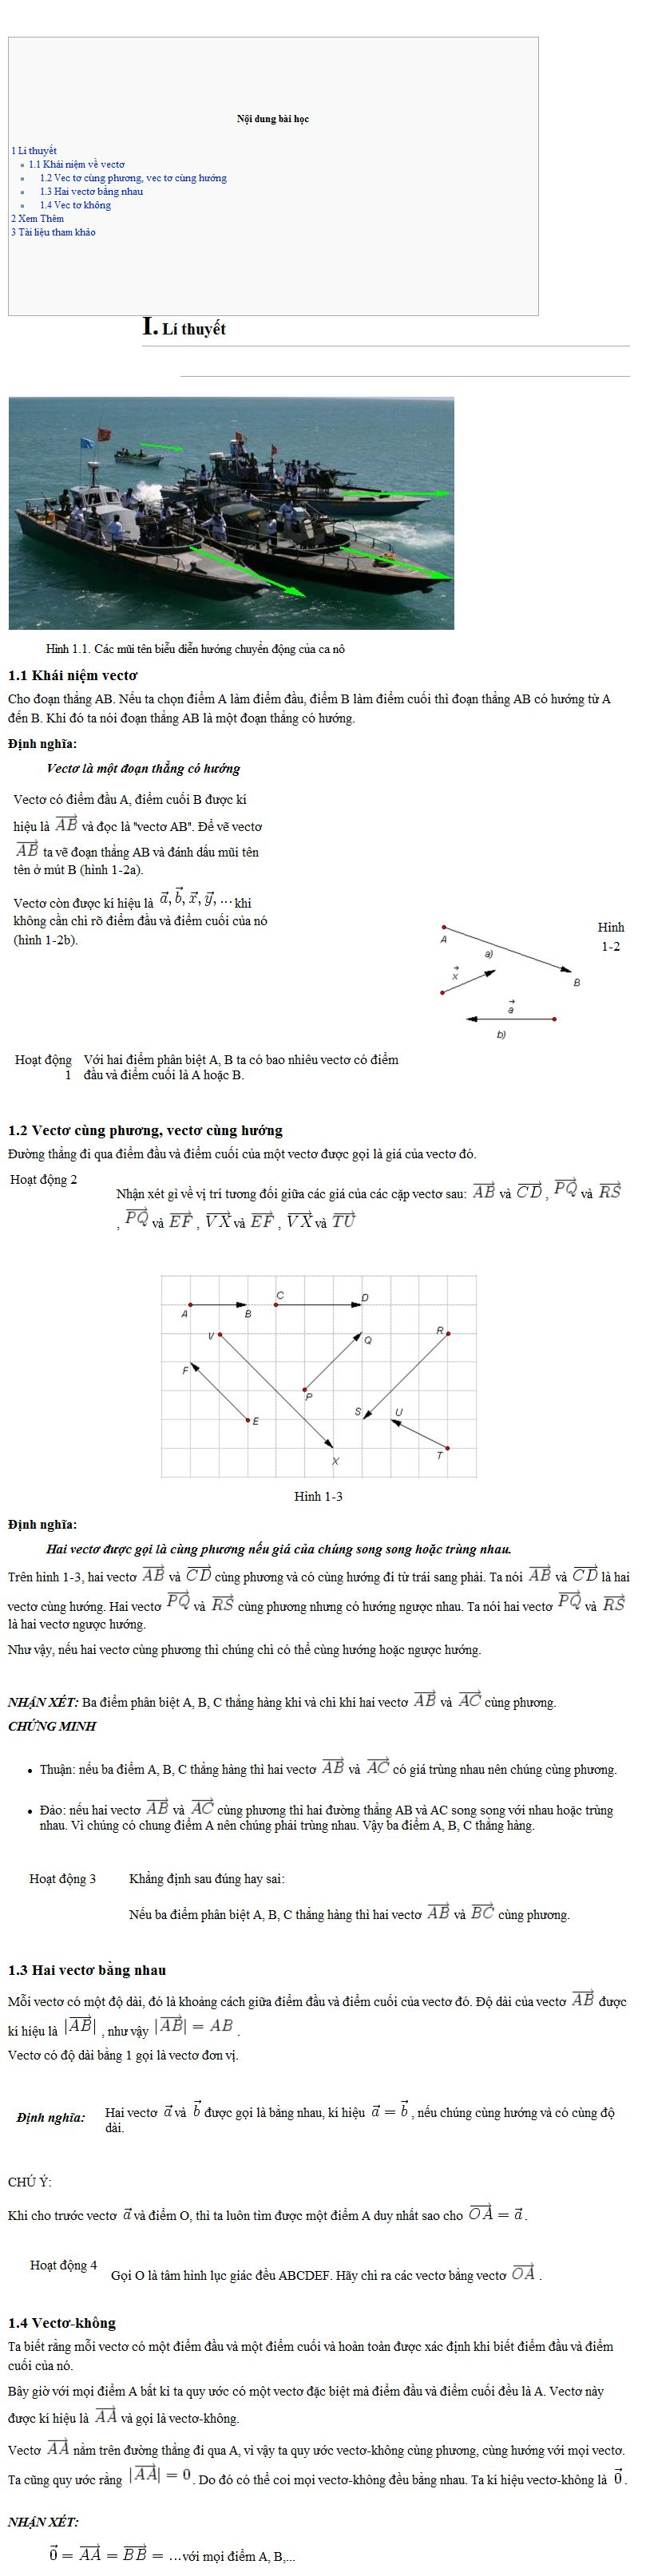 Nội dung bài học
1 Lí thuyết
1.1 Khái niệm về vectơ
1.2 Vec tơ cùng phương, vec tơ cùng hướng
1.3 Hai vectơ bằng nhau
1.4 Vec tơ không
2 Xem Thêm
3 Tài liệu tham khảo
I. Lí thuyết
Hình 1.1. Các mũi tên biễu diễn hướng chuyển động của ca nô
1.1 Khái niệm vectơ
Cho đoạn thẳng AB. Nếu ta chọn điểm A làm điểm đầu, điểm B làm điểm cuối thì đoạn thẳng AB có hướng từ A
đến B. Khi đó ta nói đoạn thẳng AB là một đoạn thẳng có hướng.
Định nghĩa:
Vectơ là một đoạn thẳng có hướng
Vectơ có điểm đầu A, điểm cuối B được kí
hiệu là $\overrightarrow{AB}$ và đọc là "vectơ AB". Để vẽ vectơ
$\overrightarrow{AB}$ ta vẽ đoạn thẳng AB và đánh dấu mũi tên
tên ở mút B (hình 1-2a).
Vectơ còn được kí hiệu là $\vec{a}, \vec{b}, \vec{x}, \vec{y}, \ldots$ khi
không cần chỉ rõ điểm đầu và điểm cuối của nó
(hình 1-2b).
A
a)
B
$\vec{x}$
$\vec{a}$
b)
Hình
1-2
Hoạt động 1
Với hai điểm phân biệt A, B ta có bao nhiêu vectơ có điểm
đầu và điểm cuối là A hoặc B.
1.2 Vectơ cùng phương, vectơ cùng hướng
Đường thẳng đi qua điểm đầu và điểm cuối của một vectơ được gọi là giá của vectơ đó.
Hoạt động 2
Nhận xét gì về vị trí tương đối giữa các giá của các cặp vectơ sau: $\overrightarrow{AB}$ và $\overrightarrow{CD}$ , $\overrightarrow{PQ}$ và $\overrightarrow{RS}$
, $\overrightarrow{PQ}$ và $\overrightarrow{EF}$ , $\overrightarrow{VX}$ và $\overrightarrow{EF}$ , $\overrightarrow{VX}$ và $\overrightarrow{TU}$
C
D
A
B
V
Q
R
F
P
E
S
U
X
T
Hình 1-3
Định nghĩa:
Hai vectơ được gọi là cùng phương nếu giá của chúng song song hoặc trùng nhau.
Trên hình 1-3, hai vectơ $\overrightarrow{AB}$ và $\overrightarrow{CD}$ cùng phương và có cùng hướng đi từ trái sang phải. Ta nói $\overrightarrow{AB}$ và $\overrightarrow{CD}$ là hai
vectơ cùng hướng. Hai vectơ $\overrightarrow{PQ}$ và $\overrightarrow{RS}$ cùng phương nhưng có hướng ngược nhau. Ta nói hai vectơ $\overrightarrow{PQ}$ và $\overrightarrow{RS}$
là hai vectơ ngược hướng.
Như vậy, nếu hai vectơ cùng phương thì chúng chỉ có thể cùng hướng hoặc ngược hướng.
NHẬN XÉT: Ba điểm phân biệt A, B, C thẳng hàng khi và chỉ khi hai vectơ $\overrightarrow{AB}$ và $\overrightarrow{AC}$ cùng phương.
CHỨNG MINH
Thuận: nếu ba điểm A, B, C thẳng hàng thì hai vectơ $\overrightarrow{AB}$ và $\overrightarrow{AC}$ có giá trùng nhau nên chúng cùng phương.
Đảo: nếu hai vectơ $\overrightarrow{AB}$ và $\overrightarrow{AC}$ cùng phương thì hai đường thẳng AB và AC song song với nhau hoặc trùng
nhau. Vì chúng có chung điểm A nên chúng phải trùng nhau. Vậy ba điểm A, B, C thẳng hàng.
Hoạt động 3
Khẳng định sau đúng hay sai:
Nếu ba điểm phân biệt A, B, C thẳng hàng thì hai vectơ $\overrightarrow{AB}$ và $\overrightarrow{BC}$ cùng phương.
1.3 Hai vectơ bằng nhau
Mỗi vectơ có một độ dài, đó là khoảng cách giữa điểm đầu và điểm cuối của vectơ đó. Độ dài của vectơ $\overrightarrow{AB}$ được
kí hiệu là $|\overrightarrow{AB}|$ , như vậy $|\overrightarrow{AB}| = AB$ .
Vectơ có độ dài bằng 1 gọi là vectơ đơn vị.
Định nghĩa:
Hai vectơ $\vec{a}$ và $\vec{b}$ được gọi là bằng nhau, kí hiệu $\vec{a} = \vec{b}$ , nếu chúng cùng hướng và có cùng độ
dài.
CHÚ Ý:
Khi cho trước vectơ $\vec{a}$ và điểm O, thì ta luôn tìm được một điểm A duy nhất sao cho $\overrightarrow{OA} = \vec{a}$ .
Hoạt động 4
Gọi O là tâm hình lục giác đều ABCDEF. Hãy chỉ ra các vectơ bằng vectơ $\overrightarrow{OA}$ .
1.4 Vectơ-không
Ta biết rằng mỗi vectơ có một điểm đầu và một điểm cuối và hoàn toàn được xác định khi biết điểm đầu và điểm
cuối của nó.
Bây giờ với mọi điểm A bất kì ta quy ước có một vectơ đặc biệt mà điểm đầu và điểm cuối đều là A. Vectơ này
được kí hiệu là $\overrightarrow{AA}$ và gọi là vectơ-không.
Vectơ $\overrightarrow{AA}$ nằm trên đường thẳng đi qua A, vì vậy ta quy ước vectơ-không cùng phương, cùng hướng với mọi vectơ.
Ta cũng quy ước rằng $|\overrightarrow{AA}| = 0$. Do đó có thể coi mọi vectơ-không đều bằng nhau. Ta kí hiệu vectơ-không là $\vec{0}$ .
NHẬN XÉT:
$\vec{0} = \overrightarrow{AA} = \overrightarrow{BB} = \ldots$ với mọi điểm A, B,...